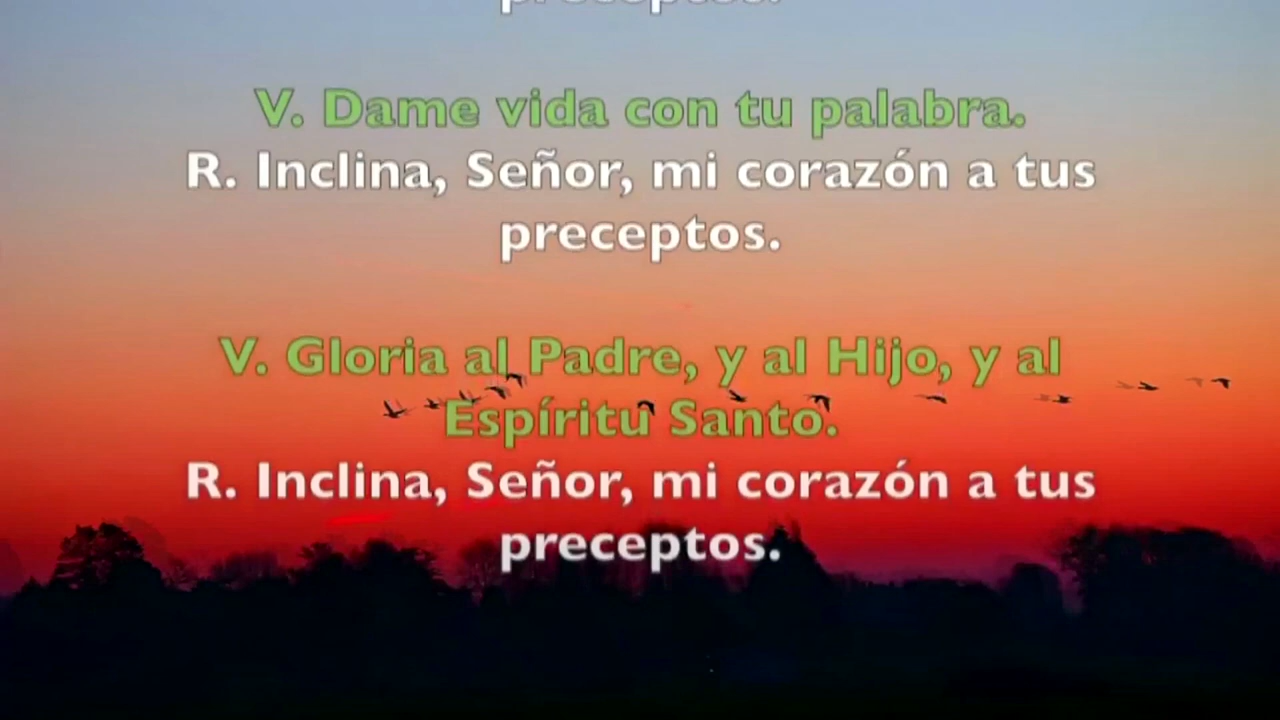 preceptos.
V. Dame vida con tu palabra.
R. Inclina, Señor, mi corazón a tus
preceptos.
V. Gloria al Padre, y al Hijo, y al
Espíritu Santo.
R. Inclina, Señor, mi corazón a tus
preceptos.